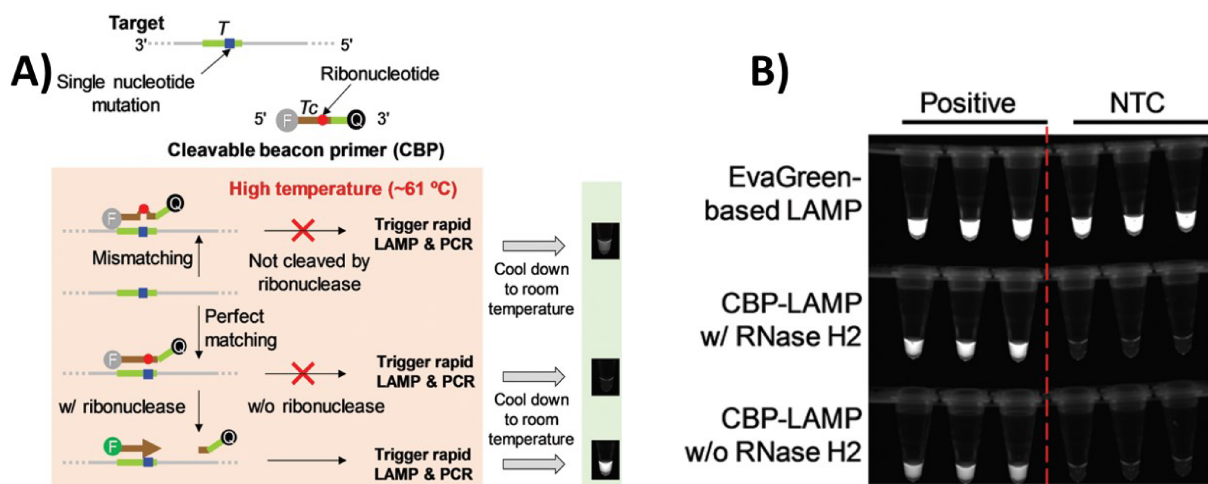 A)
Target
T
3'
5'
Single nucleotide
mutation
Ribonucleotide
Tc
5'
F
Q
3'
Cleavable beacon primer (CBP)
High temperature (~61 ºC)
F
Q
Mismatching
Not cleaved by
ribonuclease
Trigger rapid
LAMP & PCR
Cool down
to room
temperature
Perfect
matching
F
Q
w/ ribonuclease
w/o ribonuclease
Trigger rapid
LAMP & PCR
Cool down
to room
temperature
F
Q
Trigger rapid
LAMP & PCR
B)
Positive
NTC
EvaGreen-
based LAMP
CBP-LAMP
w/ RNase H2
CBP-LAMP
w/o RNase H2